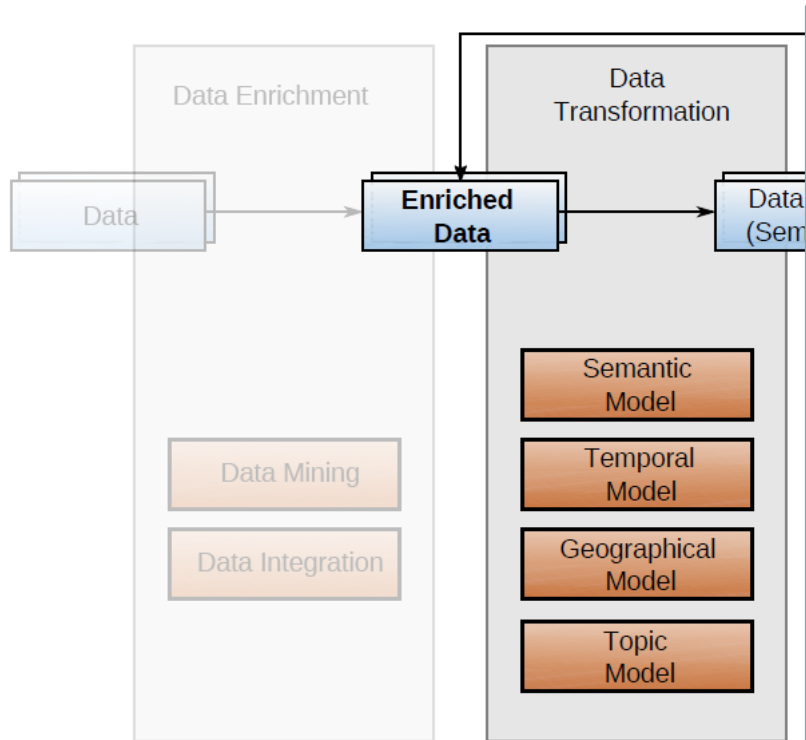 Data Enrichment
Data
Transformation
Data
Enriched
Data
Data
(Sem
Semantic
Model
Temporal
Model
Geographical
Model
Topic
Model
Data Mining
Data Integration